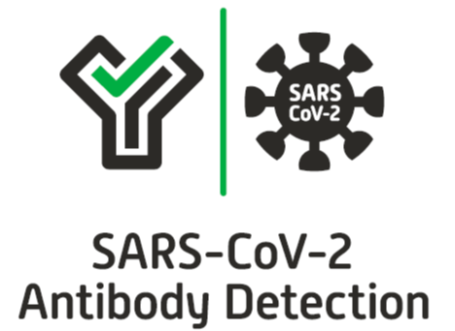 SARS
CoV-2
SARS-CoV-2
Antibody Detection